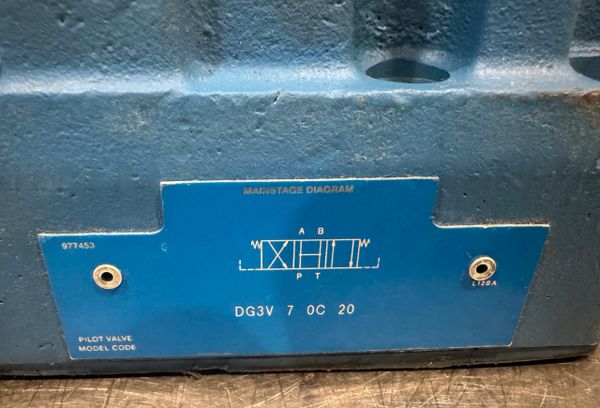 MAINSTAGE DIAGRAM
977453
A B
P T
L128A
DG3V 7 0C 20
PILOT VALVE
MODEL CODE